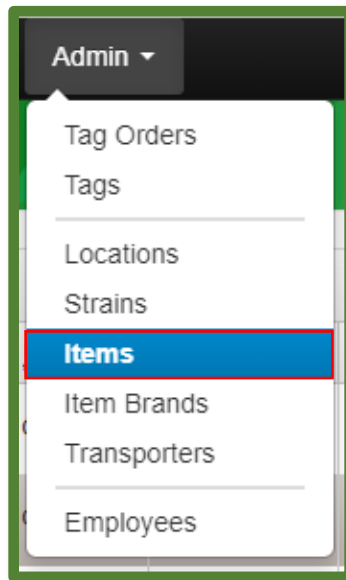 Admin
Tag Orders
Tags
Locations
Strains
Items
Item Brands
Transporters
Employees